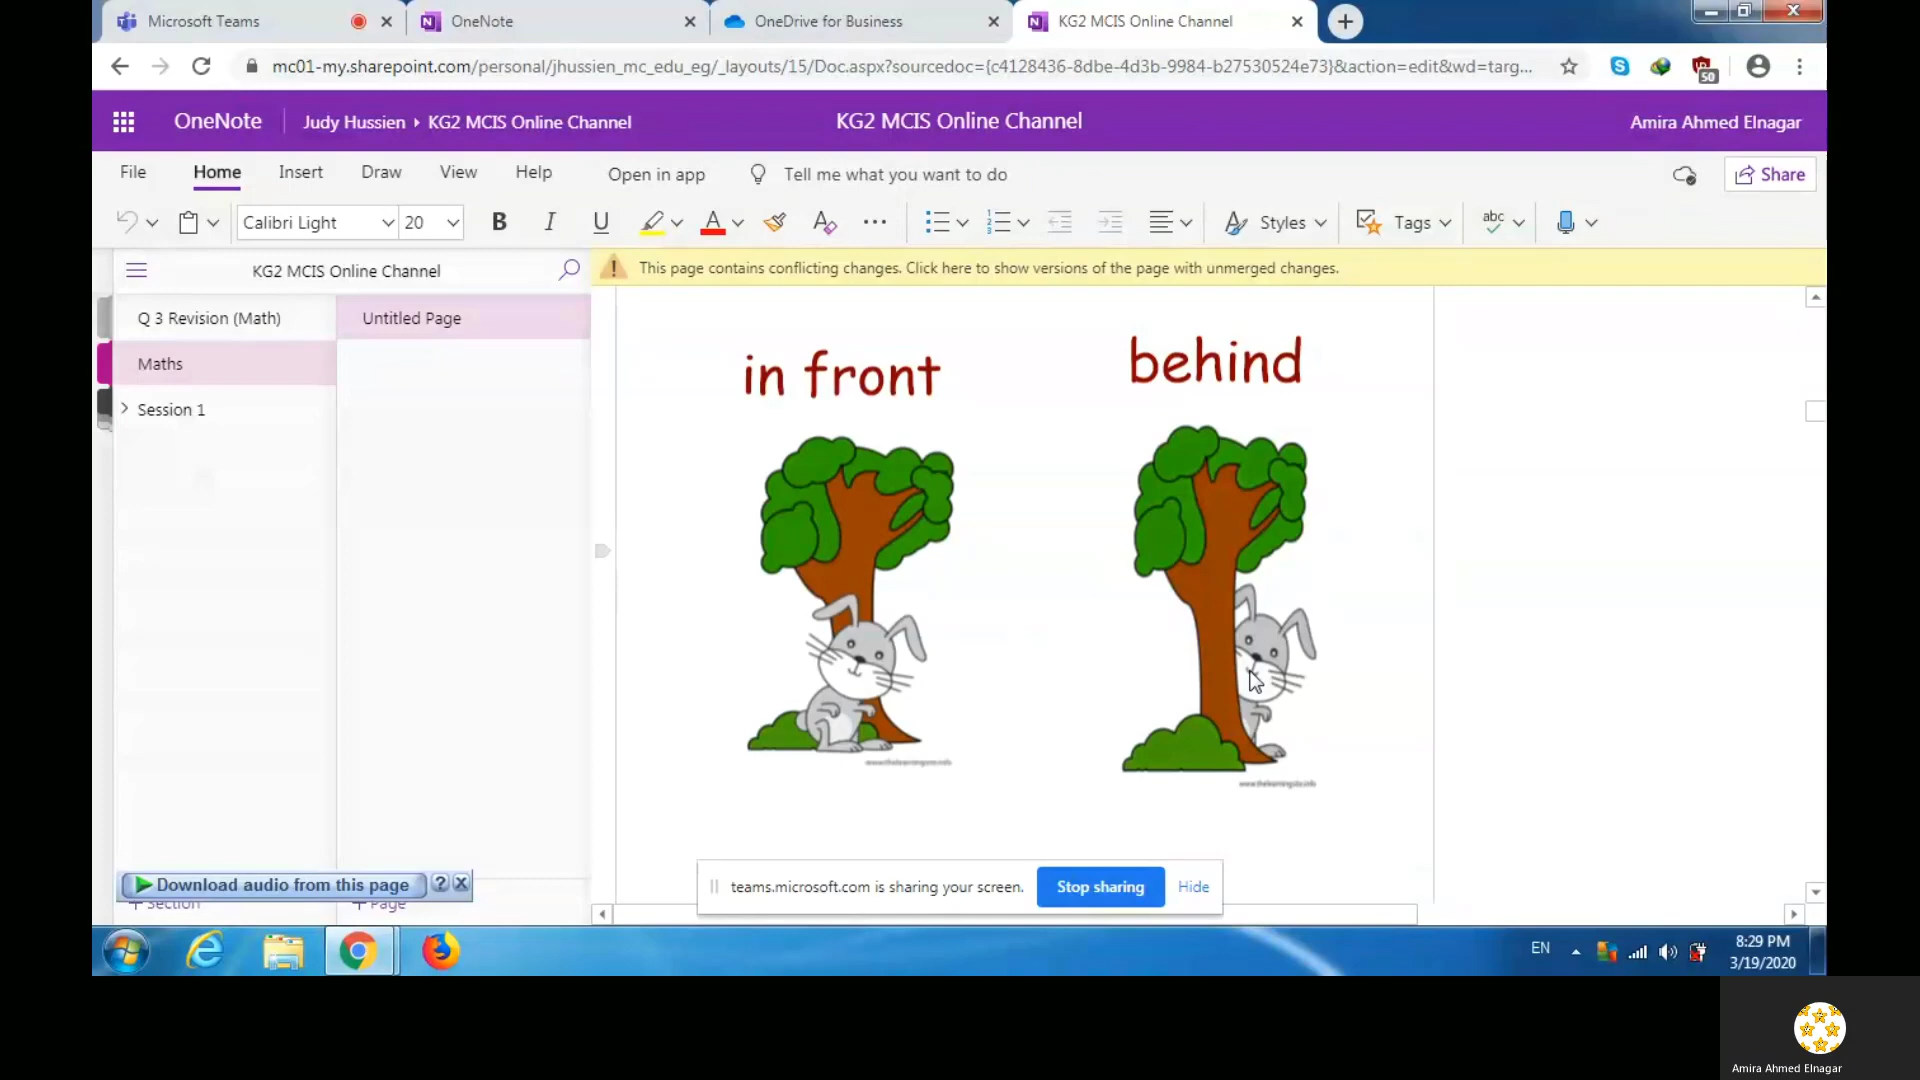 Microsoft Teams
OneNote
OneDrive for Business
KG2 MCIS Online Channel
mc01-my.sharepoint.com/personal/jhussien_mc_edu_eg/_layouts/15/Doc.aspx?sourcedoc={c4128436-8dbe-4d3b-9984-b27530524e73}&action=edit&wd=targ...
50
OneNote
Judy Hussien
KG2 MCIS Online Channel
KG2 MCIS Online Channel
Amira Ahmed Elnagar
File
Home
Insert
Draw
View
Help
Open in app
Tell me what you want to do
Share
Calibri Light
20
B
I
U
A
A
Styles
Tags
abc
KG2 MCIS Online Channel
This page contains conflicting changes. Click here to show versions of the page with unmerged changes.
Q 3 Revision (Math)
Untitled Page
Maths
Session 1
in front
behind
Download audio from this page
?
+ Section
+ Page
teams.microsoft.com is sharing your screen.
Stop sharing
Hide
EN
8:29 PM
3/19/2020
Amira Ahmed Elnagar